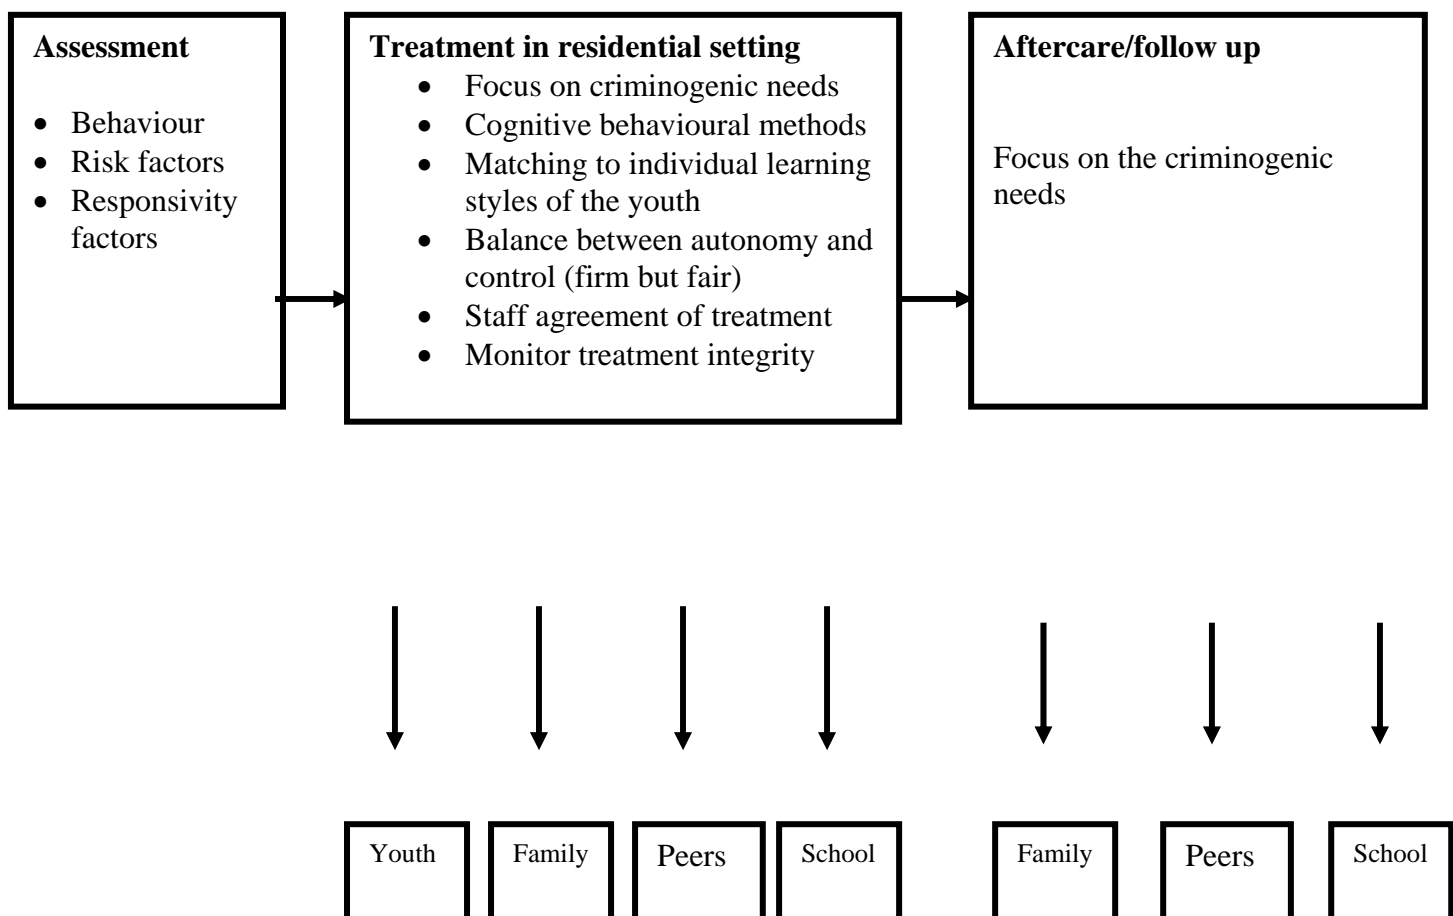 Assessment
• Behaviour
• Risk factors
• Responsivity
factors
Treatment in residential setting
• Focus on criminogenic needs
• Cognitive behavioural methods
• Matching to individual learning
styles of the youth
• Balance between autonomy and
control (firm but fair)
• Staff agreement of treatment
• Monitor treatment integrity
Aftercare/follow up
Focus on the criminogenic
needs
Youth
Family
Peers
School
Family
Peers
School